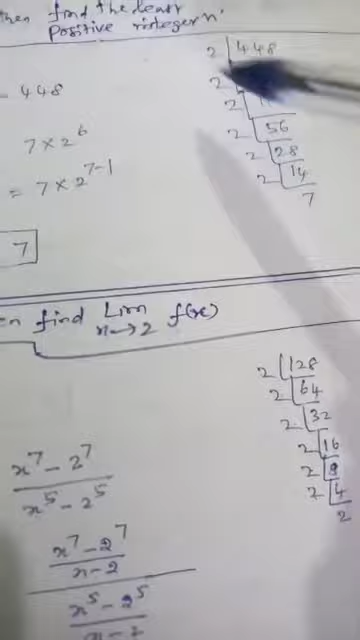 then find the least
positive integer n'.
= 448
7 × 2^6
= 7 × 2^{7-1}
7
2 | 448
2
2
2 | 56
2 | 28
2 | 14
7
find Lim f(x)
x→2
2 | 128
2 | 64
2 | 32
2 | 16
2 | 8
2 | 4
2
x^7 - 2^7
x^5 - 2^5
x^7 - 2^7
x - 2
x^5 - 2^5
x - 2